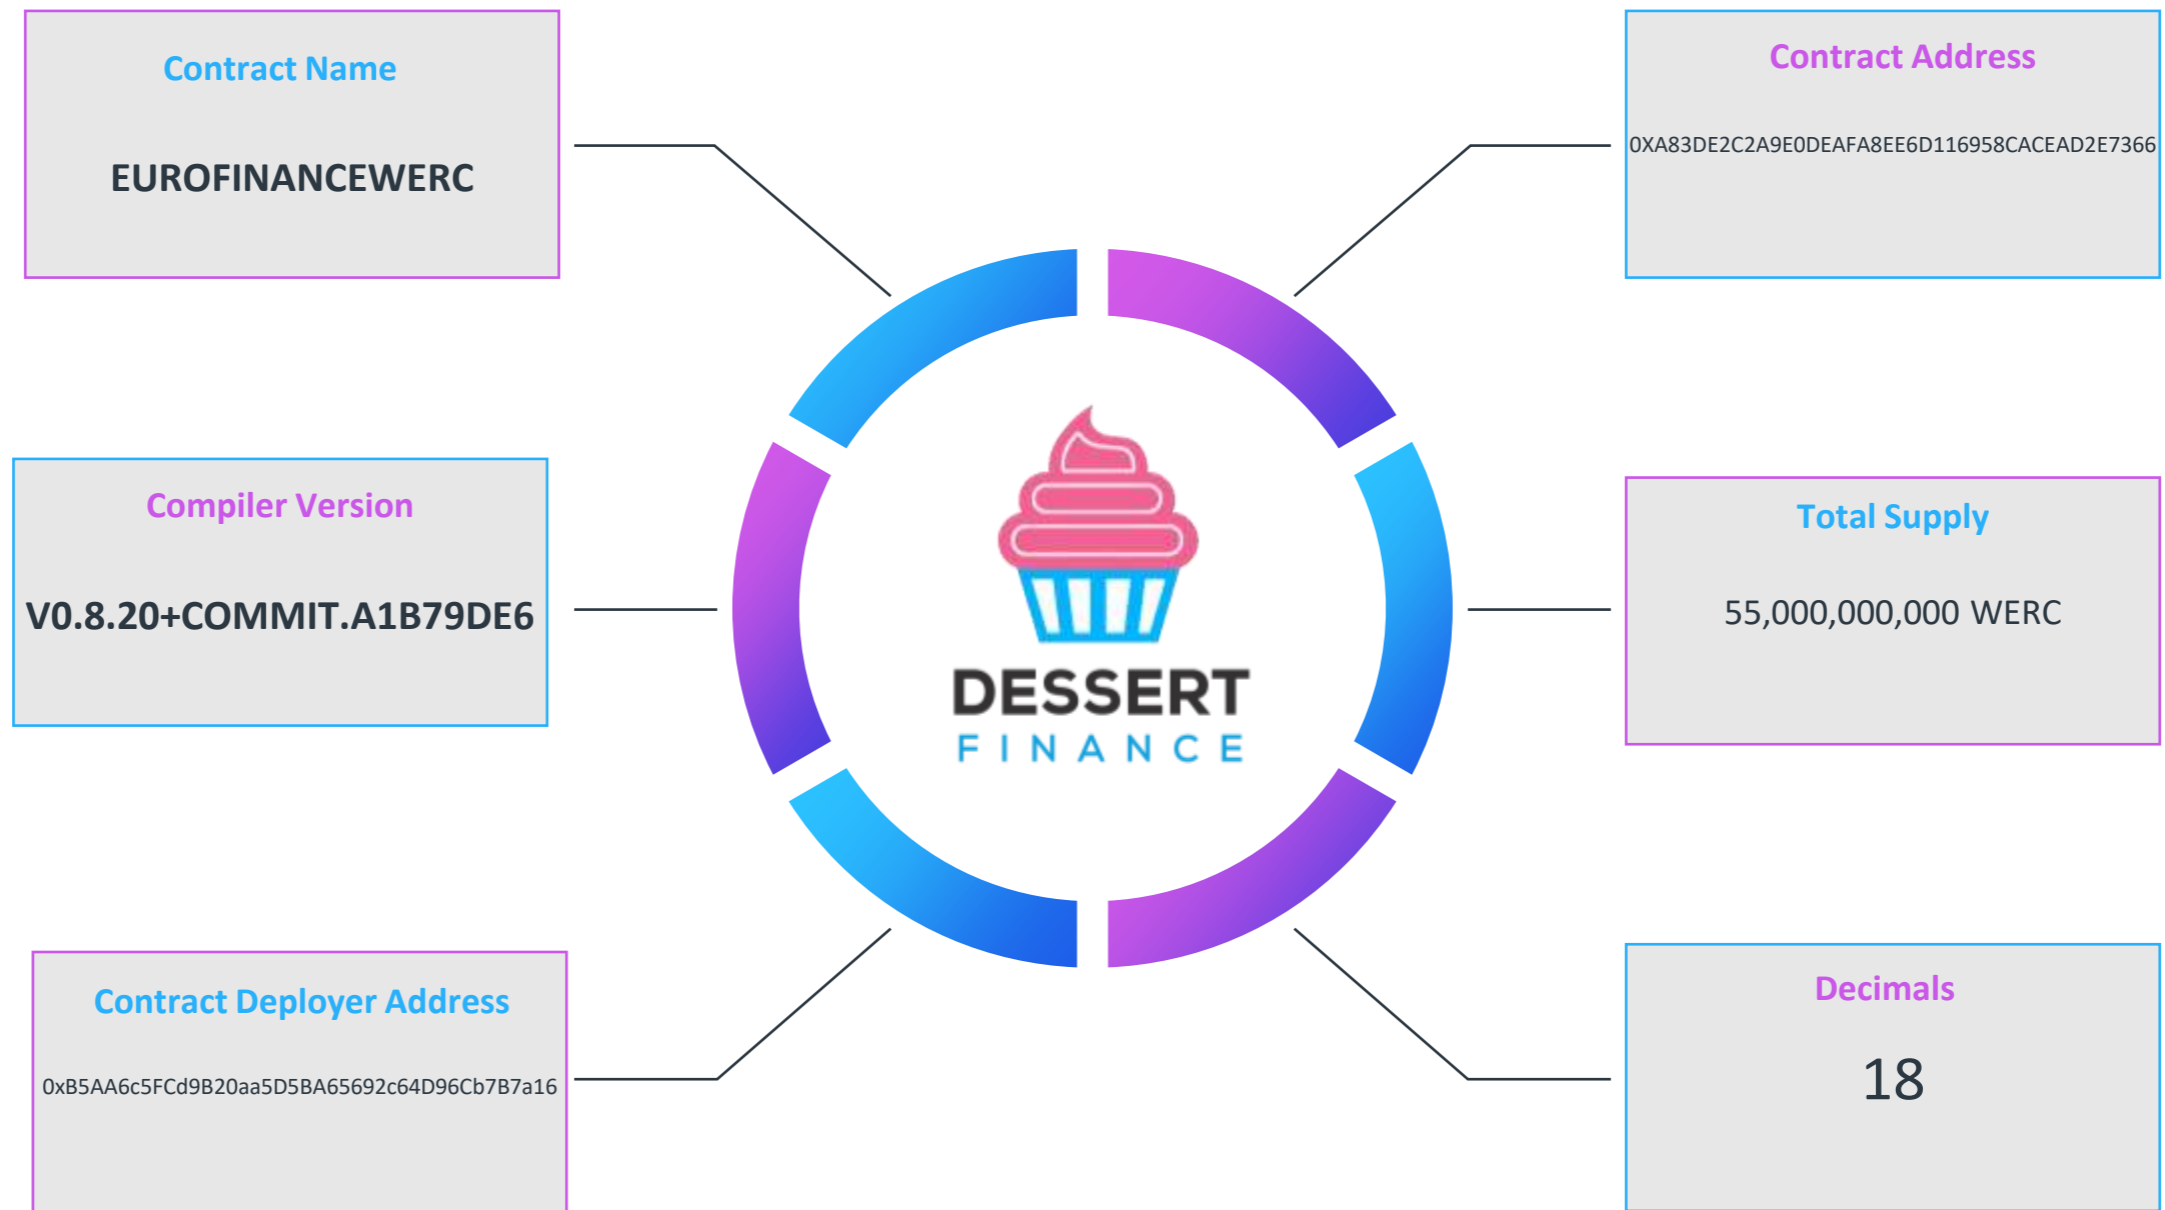 Contract Name
EUROFINANCEWERC
Contract Address
0XA83DE2C2A9E0DEAFA8EE6D116958CACEAD2E7366
Compiler Version
V0.8.20+COMMIT.A1B79DE6
Total Supply
55,000,000,000 WERC
DESSERT
FINANCE
Contract Deployer Address
0xB5AA6c5FCd9B20aa5D5BA65692c64D96Cb7B7a16
Decimals
18